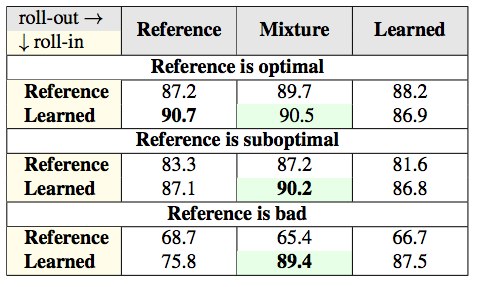 roll-out →
↓ roll-in
Reference Mixture Learned
Reference is optimal
Reference 87.2 89.7 88.2
Learned 90.7 90.5 86.9
Reference is suboptimal
Reference 83.3 87.2 81.6
Learned 87.1 90.2 86.8
Reference is bad
Reference 68.7 65.4 66.7
Learned 75.8 89.4 87.5